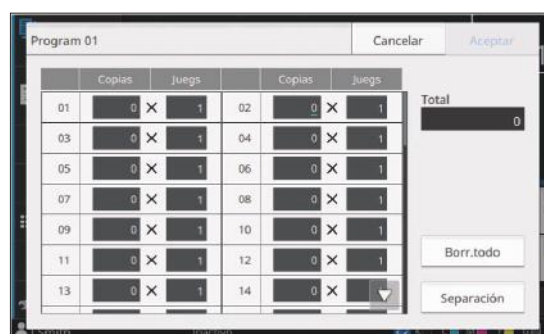 Program 01 Cancelar Aceptar
Copias Juegs Copias Juegs Total
01 0 × 1 02 0 × 1 0
03 0 × 1 04 0 × 1
05 0 × 1 06 0 × 1
07 0 × 1 08 0 × 1
09 0 × 1 10 0 × 1
11 0 × 1 12 0 × 1 Borr.todo
13 0 × 1 14 0 × Separación